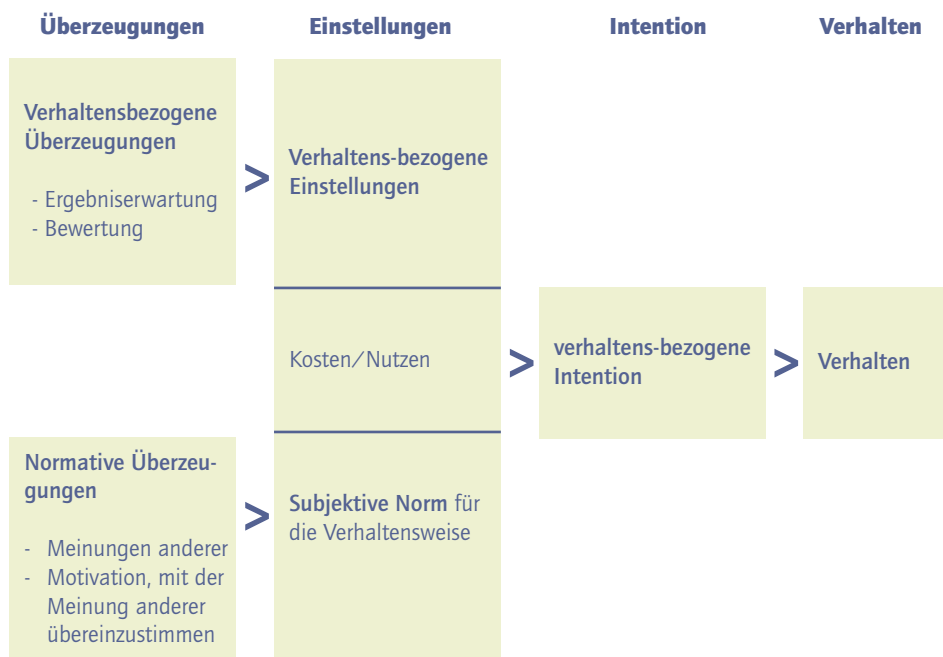 Überzeugungen
Einstellungen
Intention
Verhalten
Verhaltensbezogene
Überzeugungen
- Ergebniserwartung
- Bewertung
>
Verhaltens-bezogene
Einstellungen
Kosten/Nutzen
>
verhaltens-bezogene
Intention
>
Verhalten
Normative Überzeu-
gungen
- Meinungen anderer
- Motivation, mit der
Meinung anderer
übereinzustimmen
>
Subjektive Norm für
die Verhaltensweise